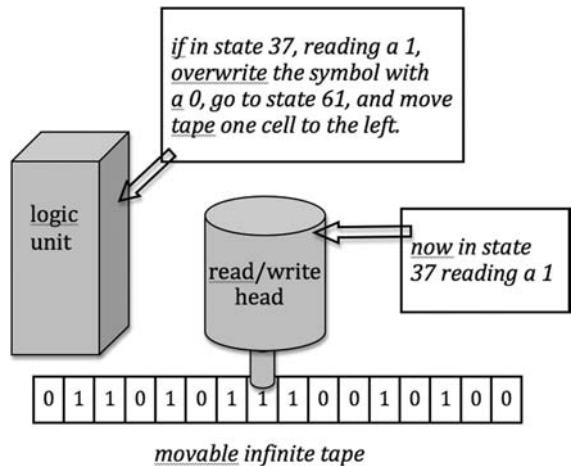 if in state 37, reading a 1,
overwrite the symbol with
a 0, go to state 61, and move
tape one cell to the left.
logic
unit
read/write
head
now in state
37 reading a 1
0 1 1 0 1 0 1 1 1 0 0 1 0 1 0 0
movable infinite tape